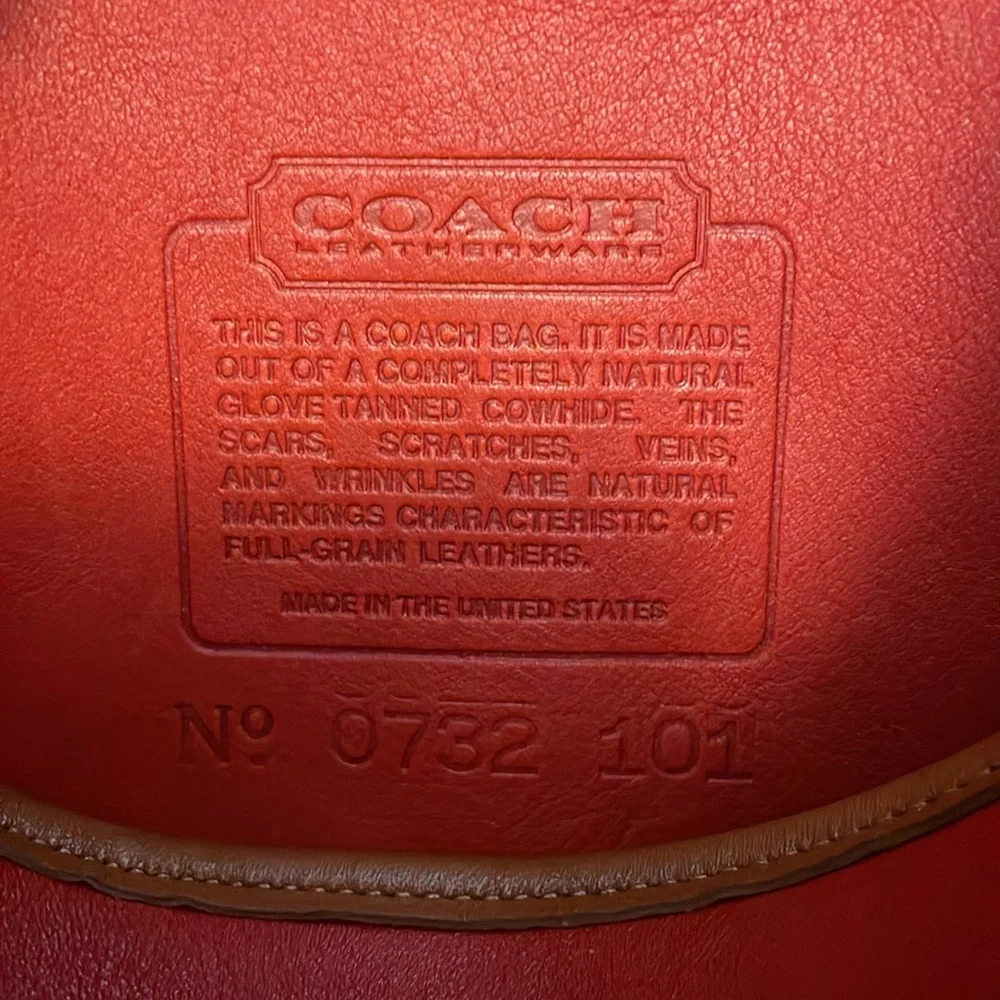 COACH
LEATHERWARE
THIS IS A COACH BAG. IT IS MADE
OUT OF A COMPLETELY NATURAL
GLOVE TANNED COWHIDE. THE
SCARS, SCRATCHES, VEINS,
AND WRINKLES ARE NATURAL
MARKINGS CHARACTERISTIC OF
FULL-GRAIN LEATHERS.
MADE IN THE UNITED STATES
Nº 0732 101